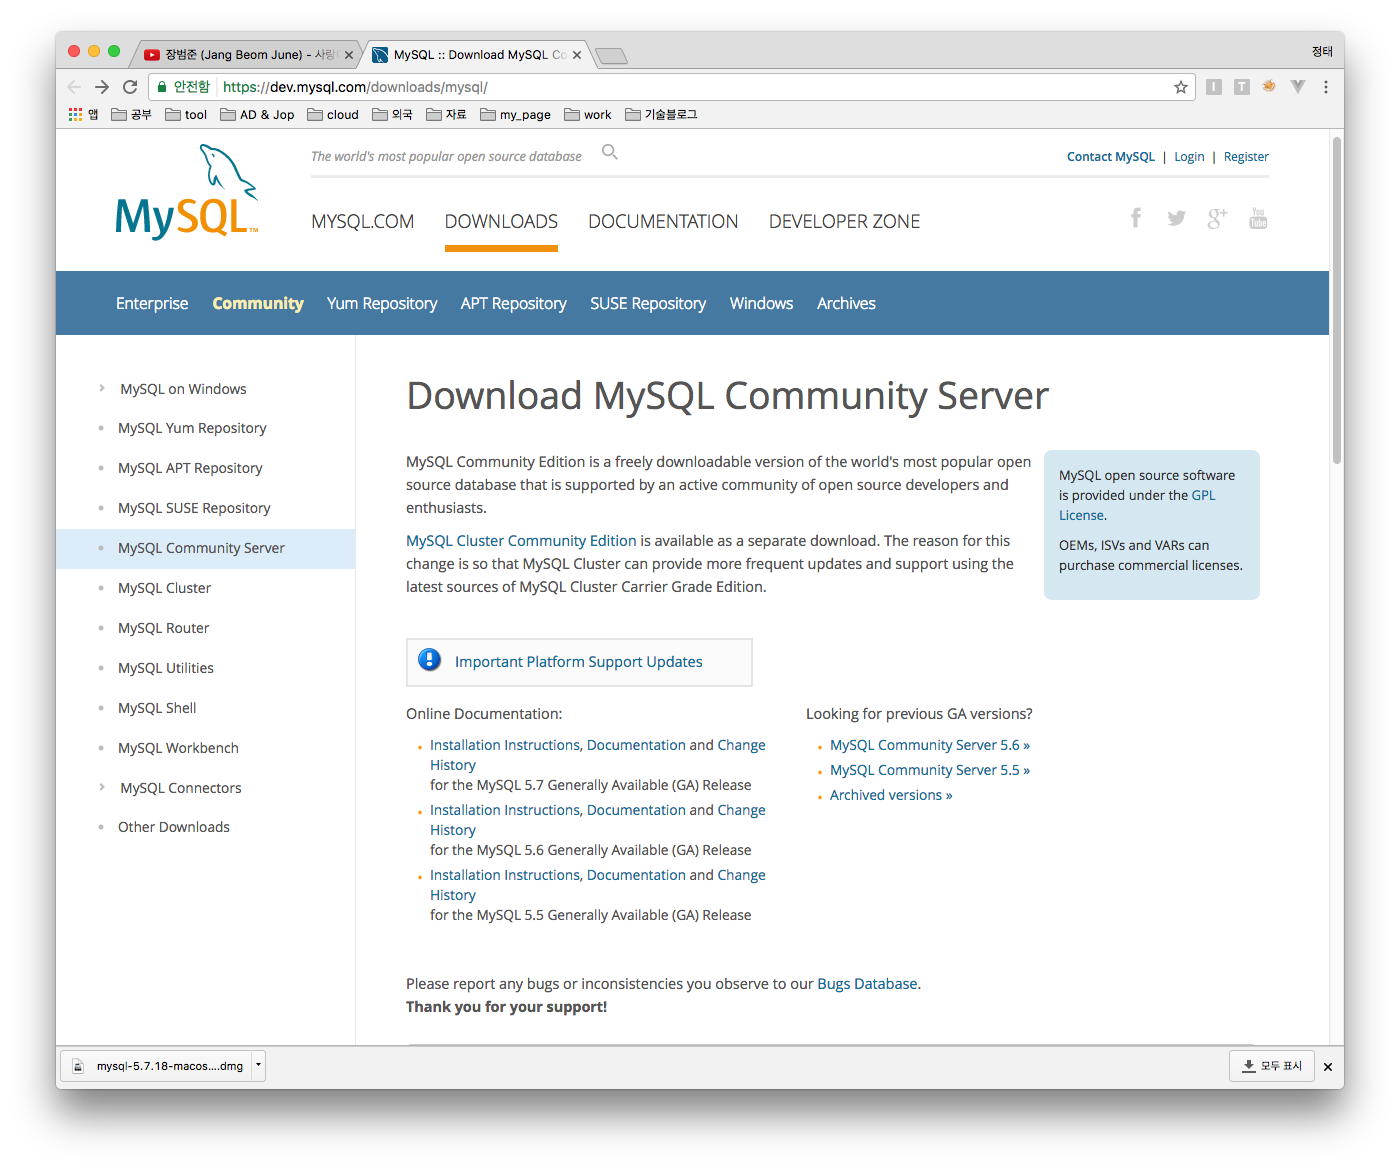 장범준 (Jang Beom June) - 사랑
MySQL :: Download MySQL Co
정태
안전함 https://dev.mysql.com/downloads/mysql/
앱 공부 tool AD & Jop cloud 외국 자료 my_page work 기술블로그
MySQL™
The world's most popular open source database
Contact MySQL | Login | Register
MYSQL.COM DOWNLOADS DOCUMENTATION DEVELOPER ZONE
You Tube
Enterprise Community Yum Repository APT Repository SUSE Repository Windows Archives
MySQL on Windows
MySQL Yum Repository
MySQL APT Repository
MySQL SUSE Repository
MySQL Community Server
MySQL Cluster
MySQL Router
MySQL Utilities
MySQL Shell
MySQL Workbench
MySQL Connectors
Other Downloads
Download MySQL Community Server
MySQL Community Edition is a freely downloadable version of the world's most popular open
source database that is supported by an active community of open source developers and
enthusiasts.
MySQL Cluster Community Edition is available as a separate download. The reason for this
change is so that MySQL Cluster can provide more frequent updates and support using the
latest sources of MySQL Cluster Carrier Grade Edition.
MySQL open source software
is provided under the GPL
License.
OEMs, ISVs and VARs can
purchase commercial licenses.
Important Platform Support Updates
Online Documentation:
Installation Instructions, Documentation and Change
History
for the MySQL 5.7 Generally Available (GA) Release
Installation Instructions, Documentation and Change
History
for the MySQL 5.6 Generally Available (GA) Release
Installation Instructions, Documentation and Change
History
for the MySQL 5.5 Generally Available (GA) Release
Looking for previous GA versions?
MySQL Community Server 5.6 »
MySQL Community Server 5.5 »
Archived versions »
Please report any bugs or inconsistencies you observe to our Bugs Database.
Thank you for your support!
mysql-5.7.18-macos....dmg
모두 표시